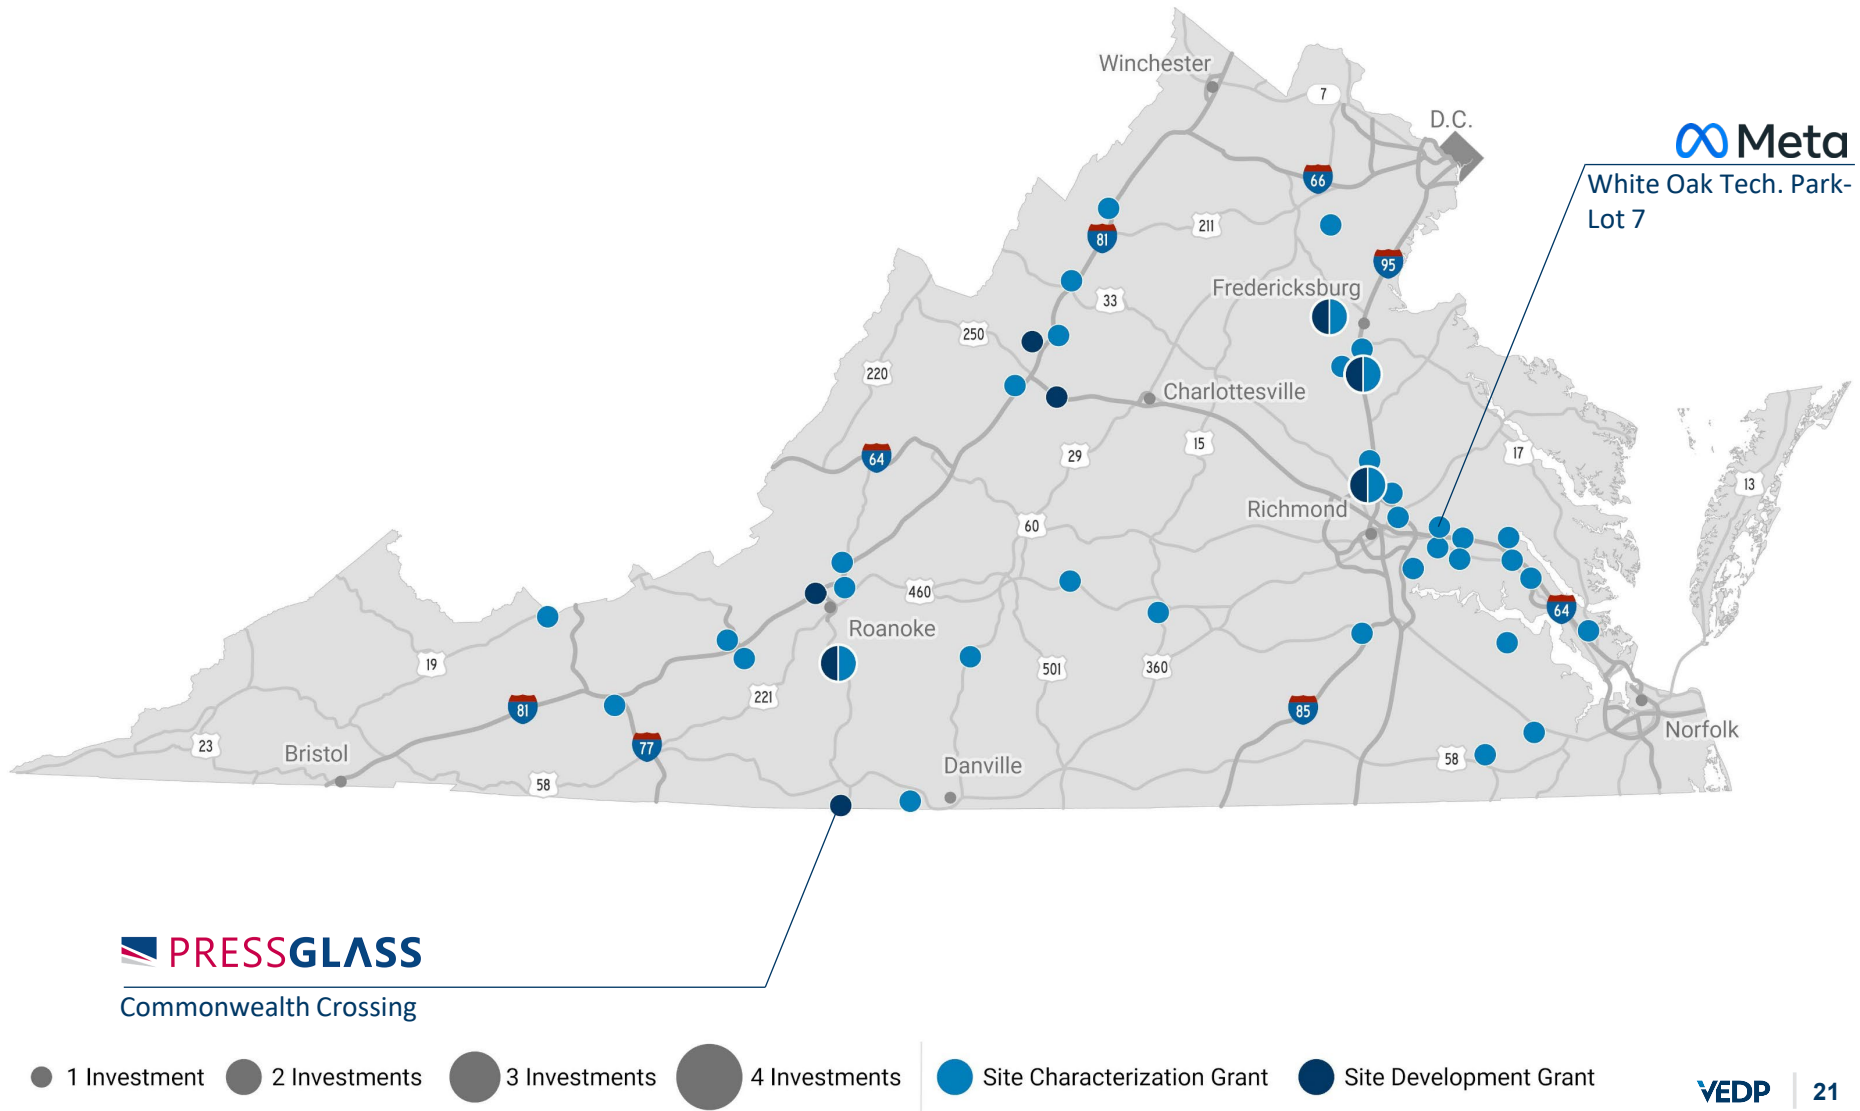 Winchester
7
D.C.
Meta
66
White Oak Tech. Park-
Lot 7
211
81
95
Fredericksburg
33
250
220
Charlottesville
15
29
64
17
13
Richmond
60
460
64
Roanoke
19
501
360
221
81
85
77
23
Bristol
Norfolk
58
Danville
58
PRESSGLASS
Commonwealth Crossing
1 Investment
2 Investments
3 Investments
4 Investments
Site Characterization Grant
Site Development Grant
VEDP
21